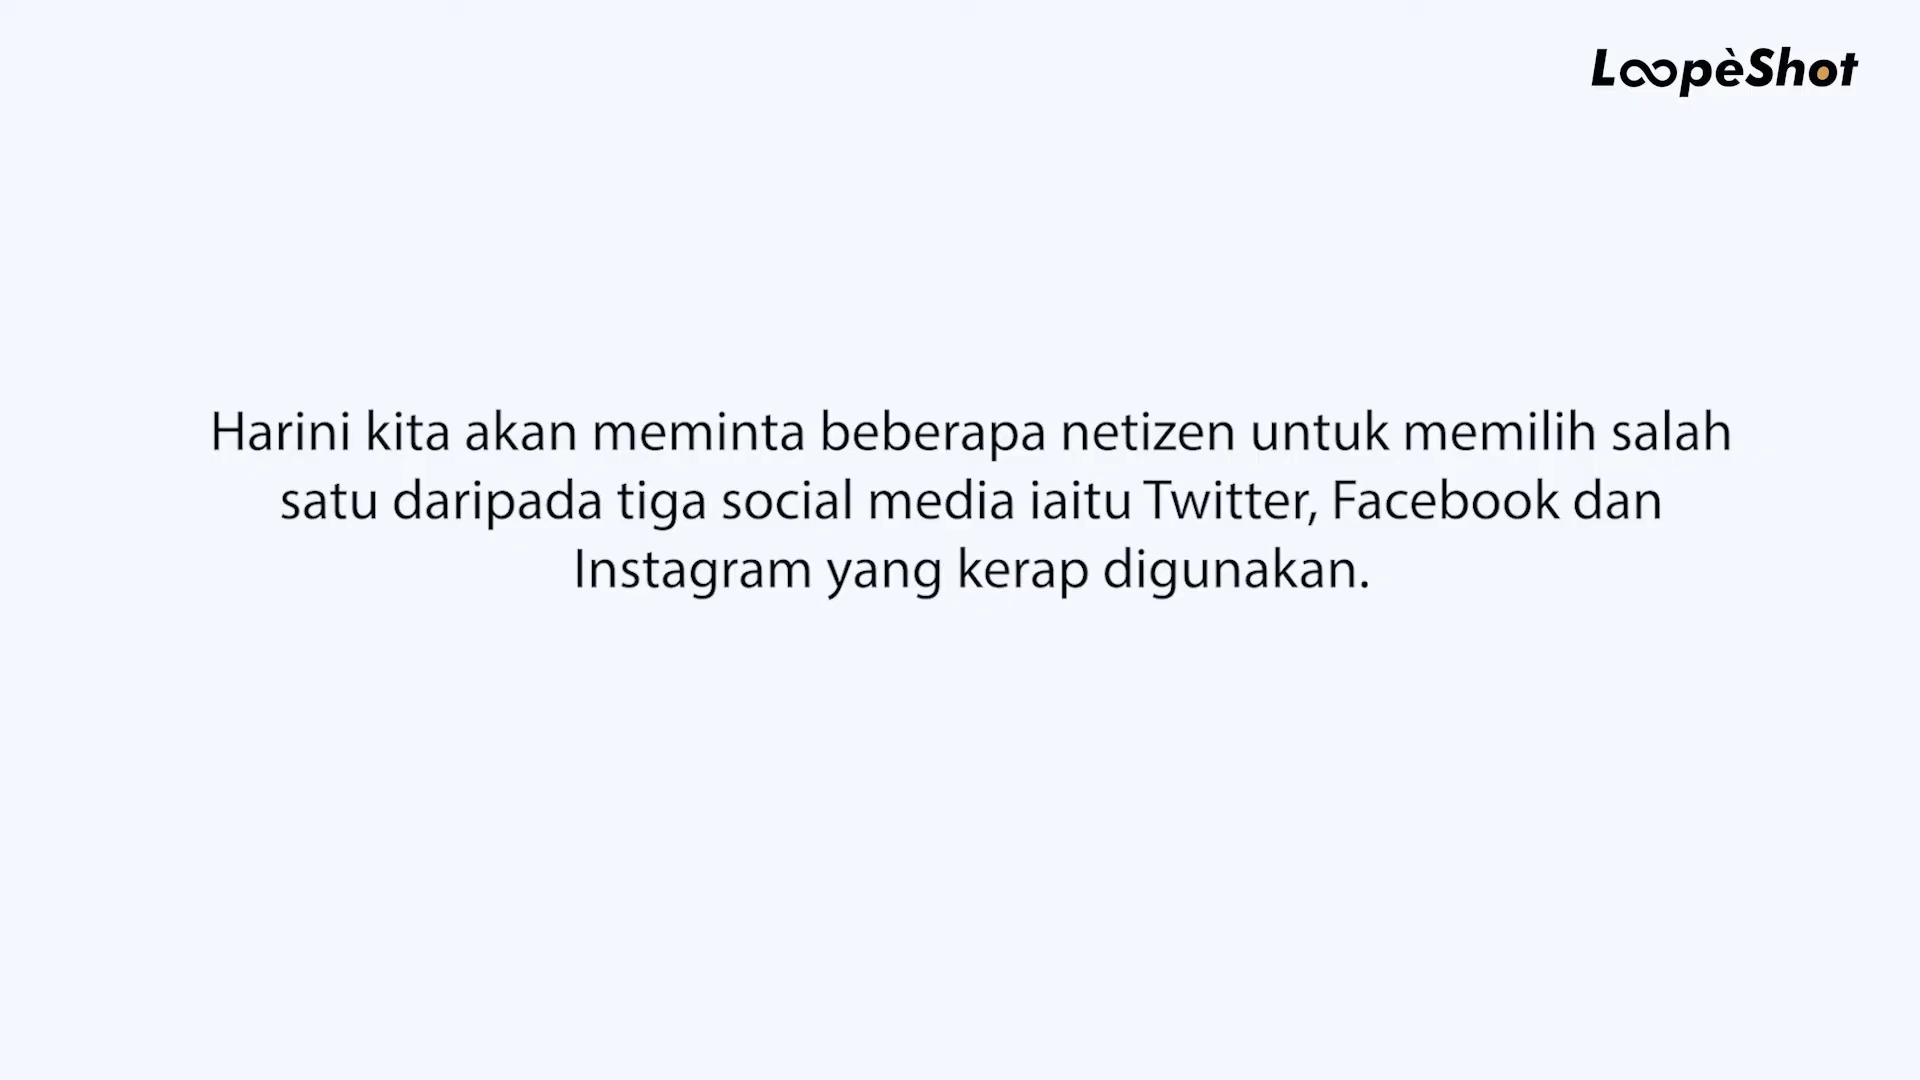 LoopèShot
Harini kita akan meminta beberapa netizen untuk memilih salah
satu daripada tiga social media iaitu Twitter, Facebook dan
Instagram yang kerap digunakan.